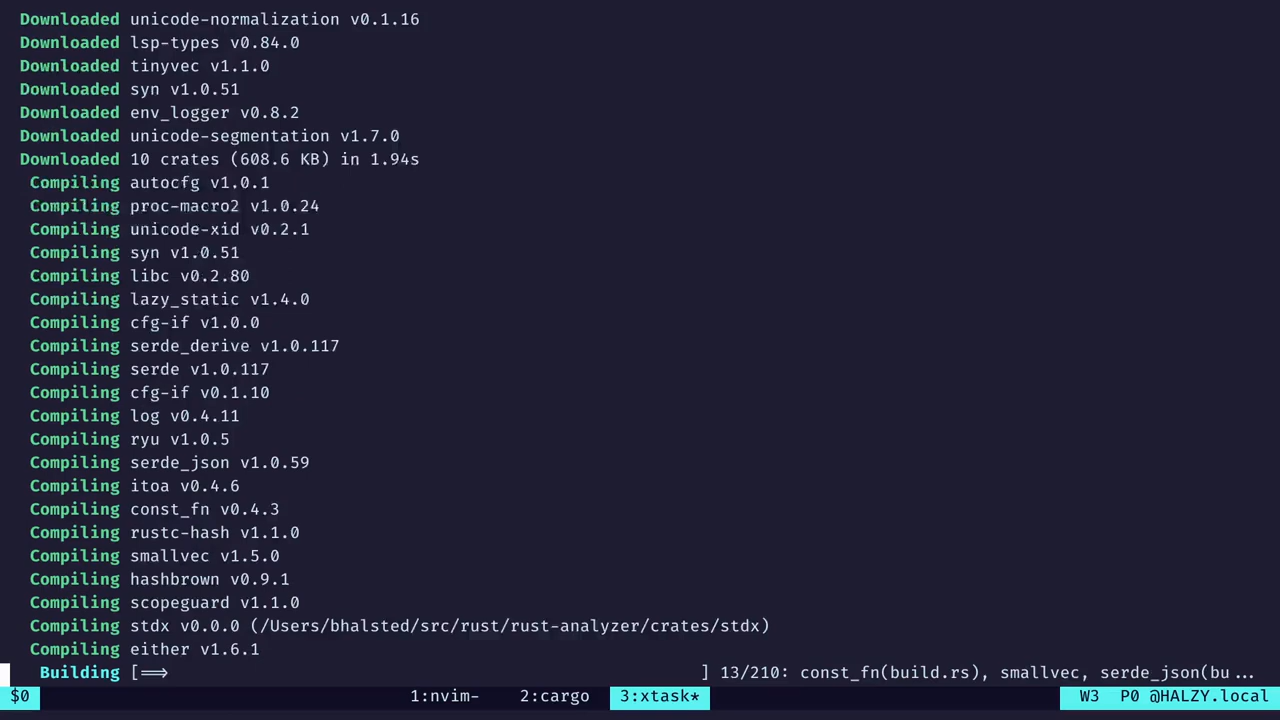 Downloaded unicode-normalization v0.1.16
Downloaded lsp-types v0.84.0
Downloaded tinyvec v1.1.0
Downloaded syn v1.0.51
Downloaded env_logger v0.8.2
Downloaded unicode-segmentation v1.7.0
Downloaded 10 crates (608.6 KB) in 1.94s
Compiling autocfg v1.0.1
Compiling proc-macro2 v1.0.24
Compiling unicode-xid v0.2.1
Compiling syn v1.0.51
Compiling libc v0.2.80
Compiling lazy_static v1.4.0
Compiling cfg-if v1.0.0
Compiling serde_derive v1.0.117
Compiling serde v1.0.117
Compiling cfg-if v0.1.10
Compiling log v0.4.11
Compiling ryu v1.0.5
Compiling serde_json v1.0.59
Compiling itoa v0.4.6
Compiling const_fn v0.4.3
Compiling rustc-hash v1.1.0
Compiling smallvec v1.5.0
Compiling hashbrown v0.9.1
Compiling scopeguard v1.1.0
Compiling stdx v0.0.0 (/Users/bhalsted/src/rust/rust-analyzer/crates/stdx)
Compiling either v1.6.1
Building [==> ] 13/210: const_fn(build.rs), smallvec, serde_json(bu...
$0 1:nvim- 2:cargo 3:xtask* W3 P0 @HALZY.local